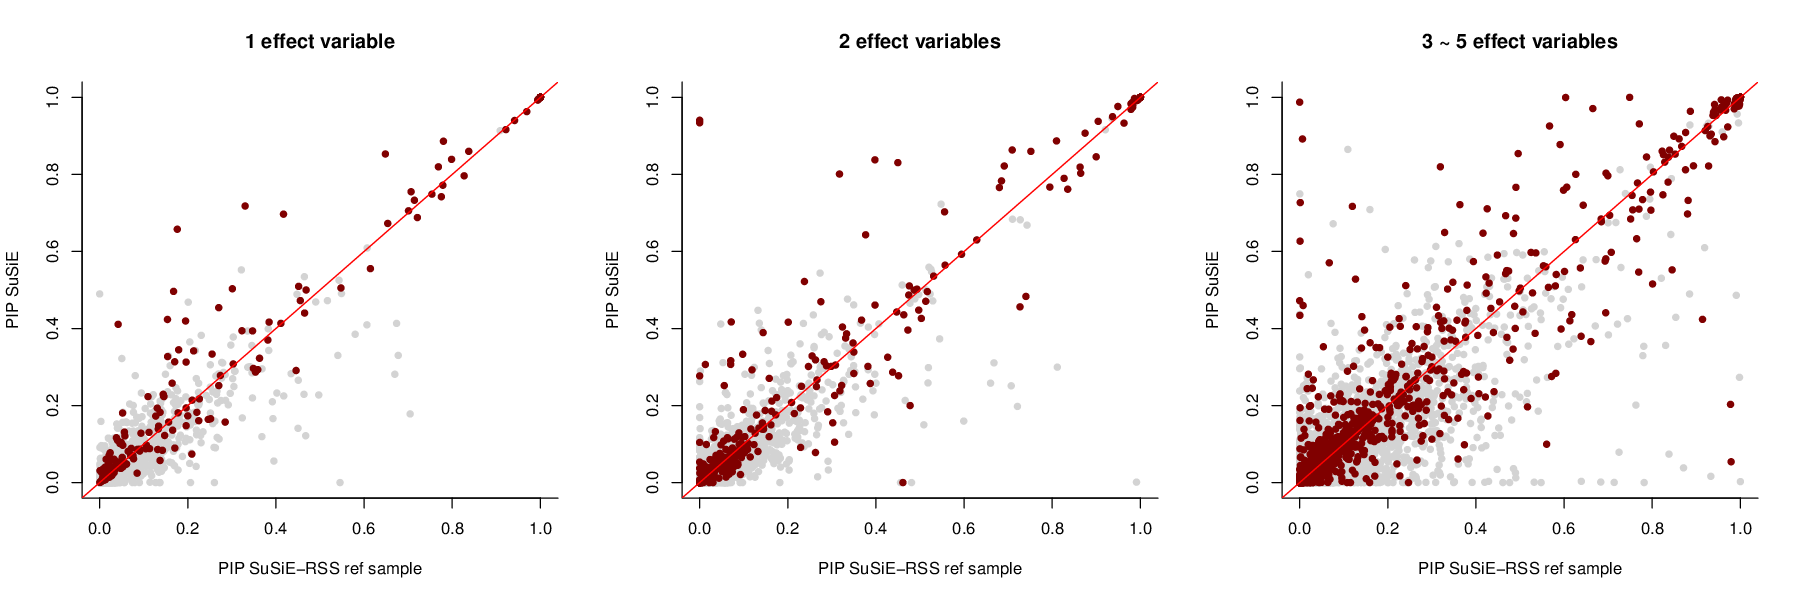 1 effect variable
PIP SuSiE
1.0
0.8
0.6
0.4
0.2
0.0
0.0 0.2 0.4 0.6 0.8 1.0
PIP SuSiE−RSS ref sample
2 effect variables
PIP SuSiE
1.0
0.8
0.6
0.4
0.2
0.0
0.0 0.2 0.4 0.6 0.8 1.0
PIP SuSiE−RSS ref sample
3 ~ 5 effect variables
PIP SuSiE
1.0
0.8
0.6
0.4
0.2
0.0
0.0 0.2 0.4 0.6 0.8 1.0
PIP SuSiE−RSS ref sample